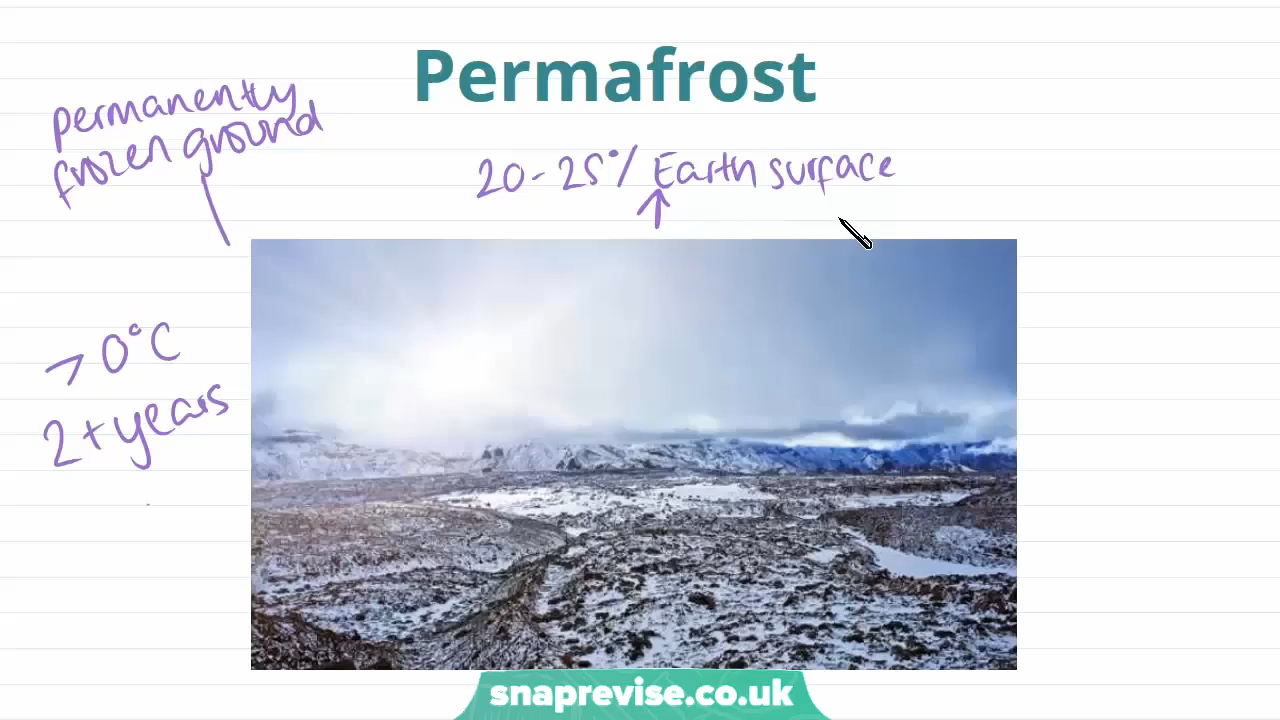 Permafrost
permanently
frozen ground
20-25% Earth surface
>0°C
2+years
snaprevise.co.uk